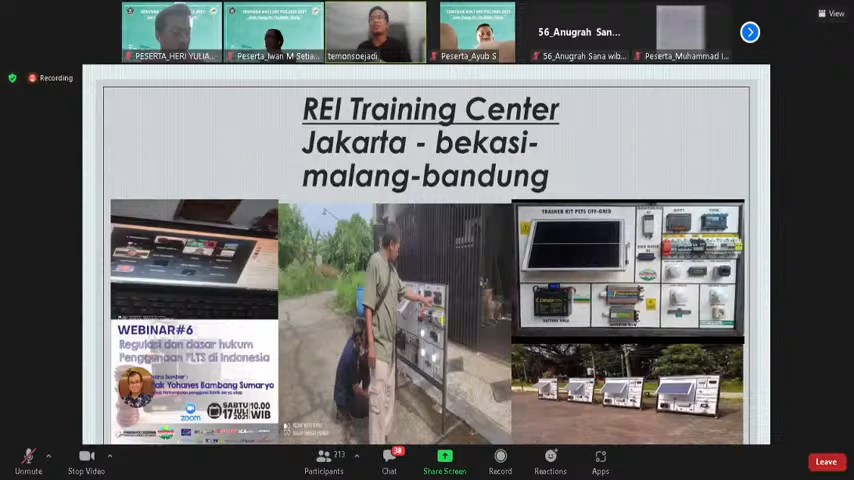 View
PESERTA_HERI YULIA...
Peserta_Iwan M Setia...
temonsoejadi
Peserta_Ayub S
56_Anugrah San...
56_Anugrah Sana wib...
Peserta_Muhammad I...
Recording
REI Training Center
Jakarta - bekasi-
malang-bandung
TRAINER KIT PLTS OFF-GRID
WEBINAR#6
Regulasi dan dasar hukum
Penggunaan PLTS di Indonesia
ak Yohanes Bambang Sumaryo
zoom
SABTU 10.00
17 JULI 2021 WIB
Unmute
Stop Video
213
Participants
38
Chat
Share Screen
Record
Reactions
Apps
Leave